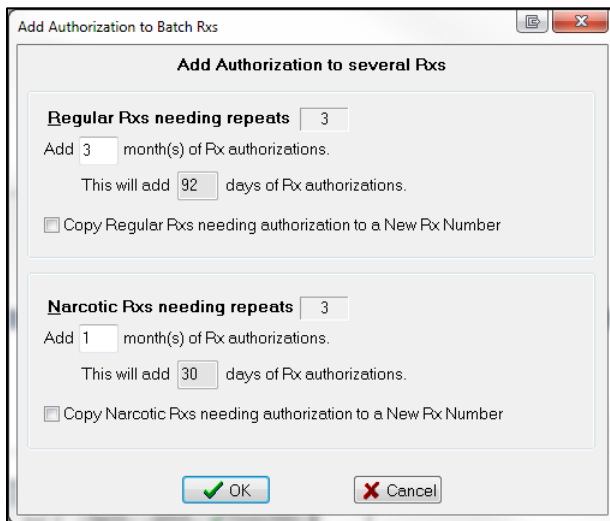 Add Authorization to Batch Rxs
Add Authorization to several Rxs
Regular Rxs needing repeats 3
Add 3 month(s) of Rx authorizations.
This will add 92 days of Rx authorizations.
Copy Regular Rxs needing authorization to a New Rx Number
Narcotic Rxs needing repeats 3
Add 1 month(s) of Rx authorizations.
This will add 30 days of Rx authorizations.
Copy Narcotic Rxs needing authorization to a New Rx Number
OK Cancel